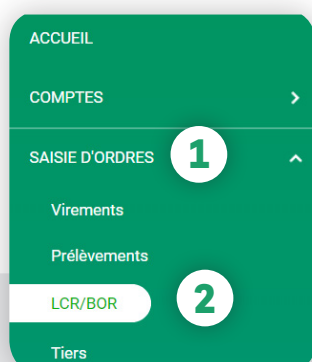 ACCUEIL
COMPTES
SAISIE D'ORDRES 1
Virements
Prélèvements
LCR/BOR 2
Tiers